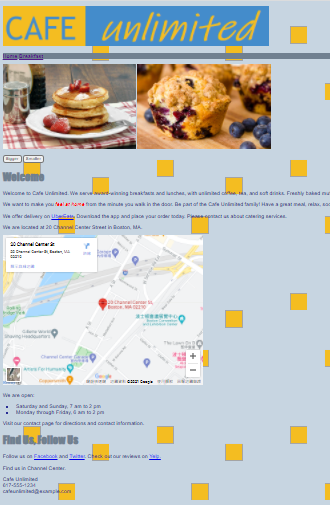 CAFE unlimited
Home Breakfast
Bigger Smaller
Welcome
Welcome to Cafe Unlimited. We serve award-winning breakfasts and lunches, with unlimited coffee, tea, and soft drinks. Freshly baked mu
We want to make you feel at home from the minute you walk in the door. Be part of the Cafe Unlimited family! Have a great meal, relax, soc
We offer delivery on UberEats. Download the app and place your order today. Please contact us about catering services.
We are located at 20 Channel Center Street in Boston, MA.
20 Channel Center St
20 Channel Center St, Boston, MA
02210
20 Channel Center St,
Boston, MA 02210
Boston Convention
Google
©2021 Google
We are open:
Saturday and Sunday, 7 am to 2 pm
Monday through Friday, 6 am to 2 pm
Visit our contact page for directions and contact information.
Find Us, Follow Us
Follow us on Facebook and Twitter. Check out our reviews on Yelp.
Find us in Channel Center.
Cafe Unlimited
617-555-1234
cafeunlimited@example.com